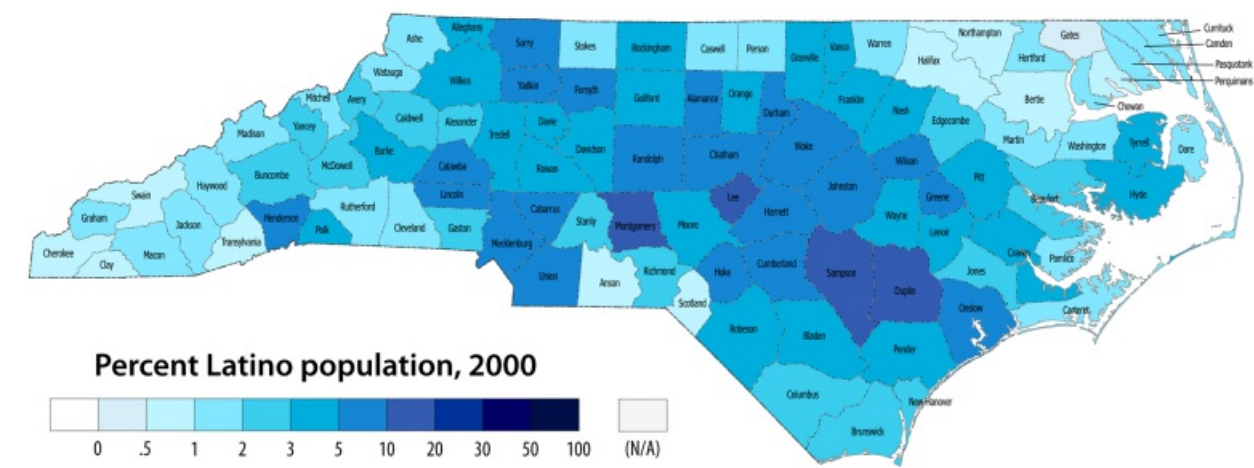 Ashe
Alleghany
Surry
Stokes
Rockingham
Caswell
Person
Granville
Vance
Warren
Northampton
Halifax
Hertford
Gates
Currituck
Camden
Pasquotank
Perquimans
Chowan
Bertie
Watauga
Wilkes
Yadkin
Forsyth
Guilford
Alamance
Orange
Durham
Franklin
Nash
Edgecombe
Martin
Washington
Tyrrell
Dare
Mitchell
Avery
Caldwell
Alexander
Iredell
Davie
Davidson
Randolph
Chatham
Wake
Wilson
Pitt
Beaufort
Hyde
Madison
Yancey
McDowell
Burke
Catawba
Rowan
Lee
Johnston
Greene
Swain
Haywood
Buncombe
Rutherford
Lincoln
Cabarrus
Stanly
Montgomery
Moore
Harnett
Wayne
Lenoir
Craven
Pamlico
Graham
Jackson
Henderson
Polk
Cleveland
Gaston
Mecklenburg
Cherokee
Clay
Macon
Transylvania
Union
Anson
Richmond
Scotland
Hoke
Cumberland
Sampson
Duplin
Jones
Onslow
Carteret
Robeson
Bladen
Pender
Columbus
Brunswick
New Hanover
Percent Latino population, 2000
0 .5 1 2 3 5 10 20 30 50 100 (N/A)